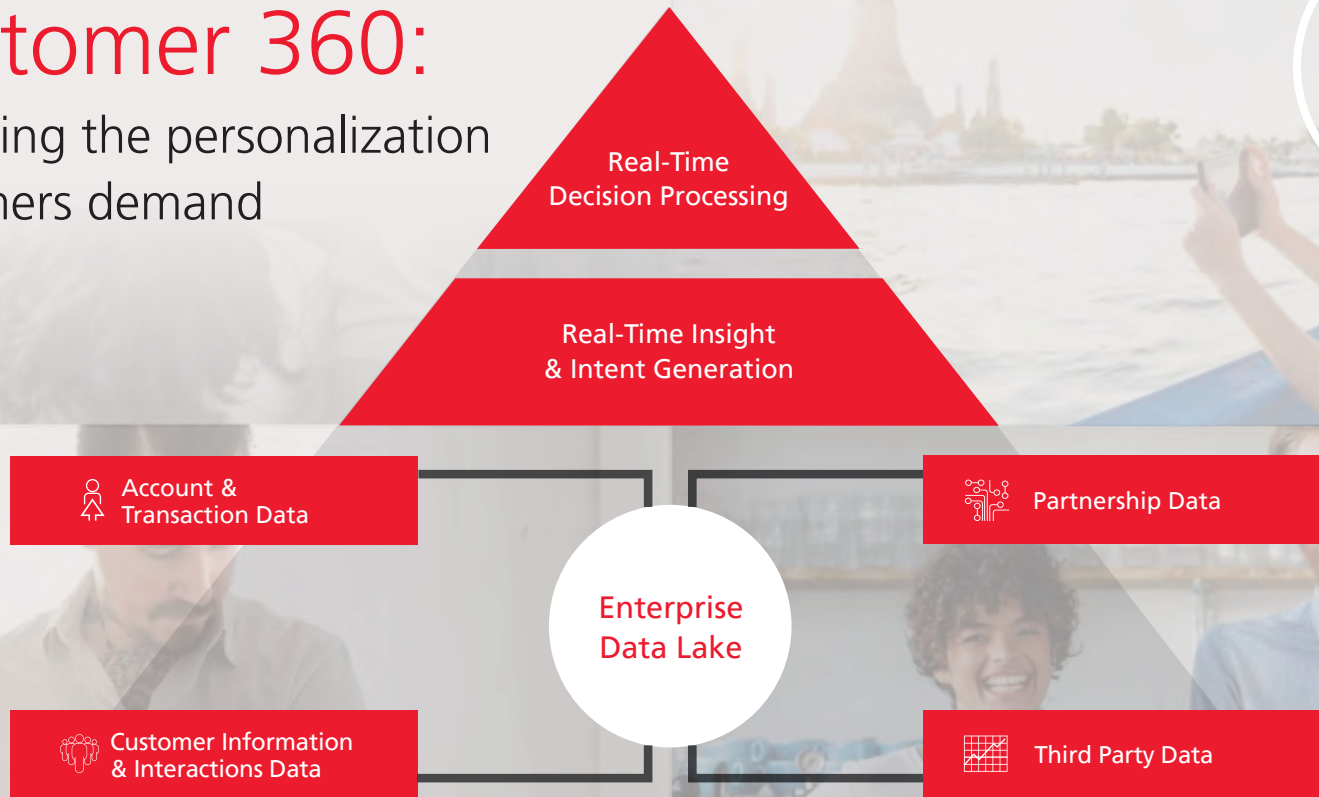 tomer 360:
ing the personalization
ners demand
Real-Time
Decision Processing
Real-Time Insight
& Intent Generation
Account &
Transaction Data
Partnership Data
Enterprise
Data Lake
Customer Information
& Interactions Data
Third Party Data